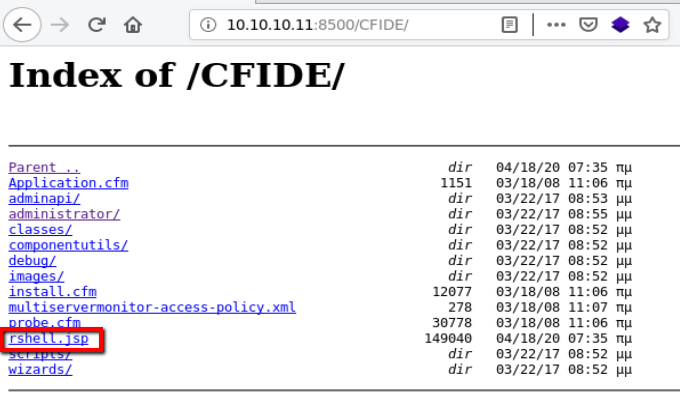 10.10.10.11:8500/CFIDE/
Index of /CFIDE/
Parent .. dir 04/18/20 07:35 πμ
Application.cfm 1151 03/18/08 11:06 πμ
adminapi/ dir 03/22/17 08:53 μμ
administrator/ dir 03/22/17 08:55 μμ
classes/ dir 03/22/17 08:52 μμ
componentutils/ dir 03/22/17 08:52 μμ
debug/ dir 03/22/17 08:52 μμ
images/ dir 03/22/17 08:52 μμ
install.cfm 12077 03/18/08 11:06 πμ
multiservermonitor-access-policy.xml 278 03/18/08 11:07 πμ
probe.cfm 30778 03/18/08 11:06 πμ
rshell.jsp 149040 04/18/20 07:35 πμ
scripts/ dir 03/22/17 08:52 μμ
wizards/ dir 03/22/17 08:52 μμ